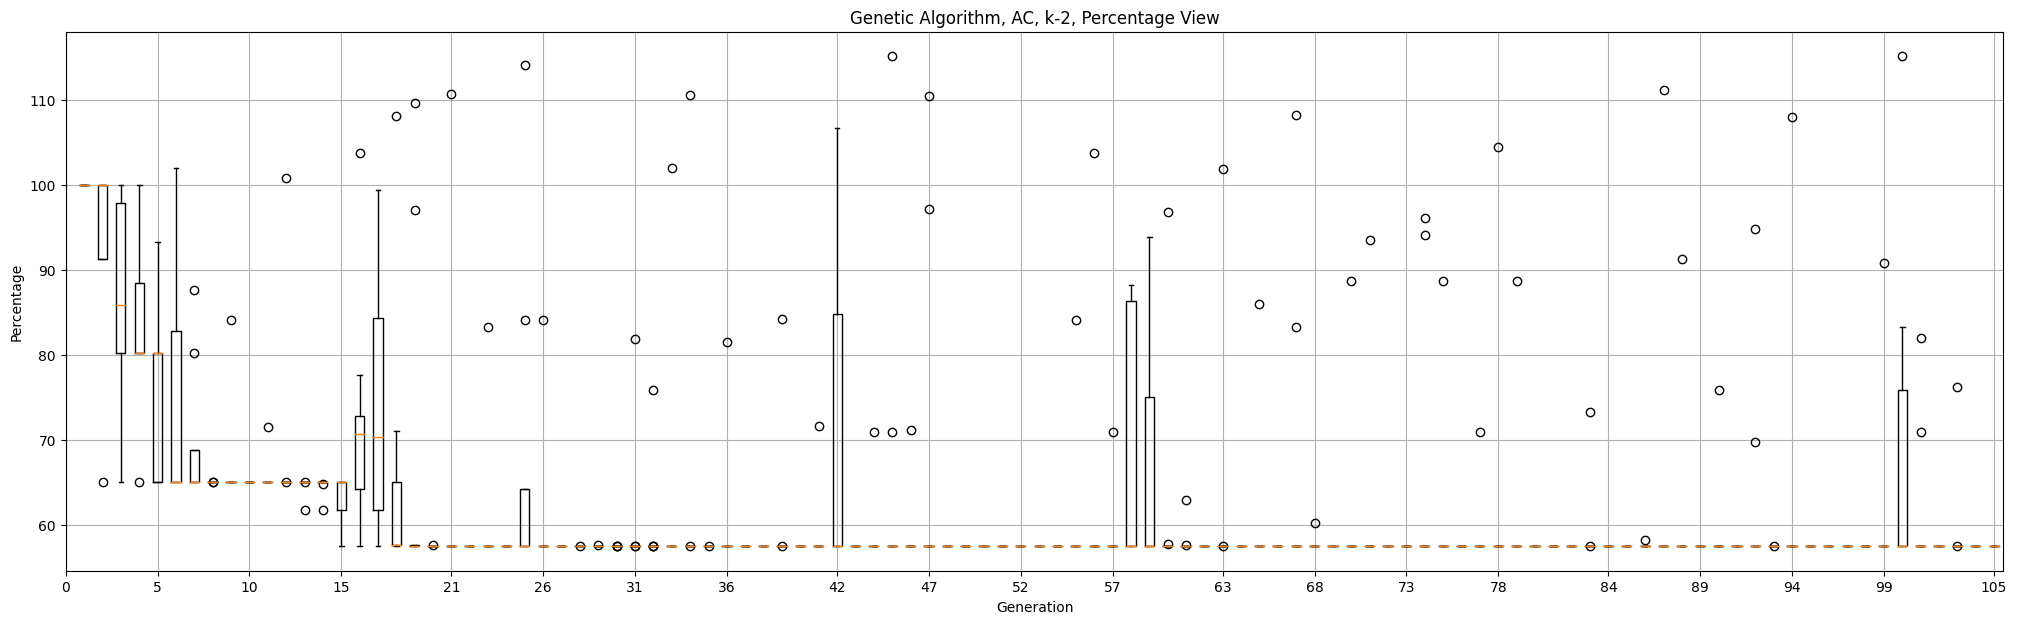 Genetic Algorithm, AC, k-2, Percentage View
110
100
90
80
70
60
Percentage
0 5 10 15 21 26 31 36 42 47 52 57 63 68 73 78 84 89 94 99 105
Generation